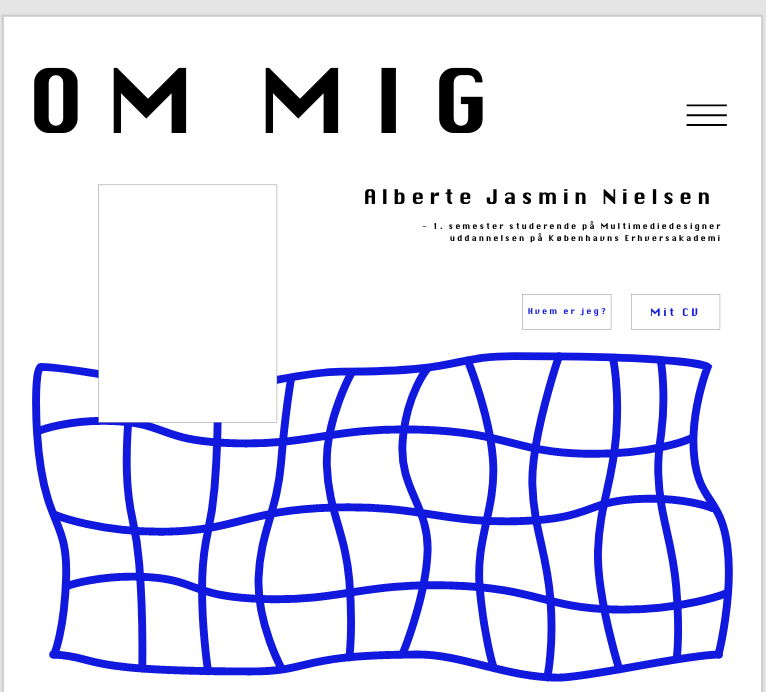 OM MIG
Alberte Jasmin Nielsen
- 1. semester studerende på Multimediedesigner
uddannelsen på Københavns Erhversakademi
Hvem er jeg?
Mit CV